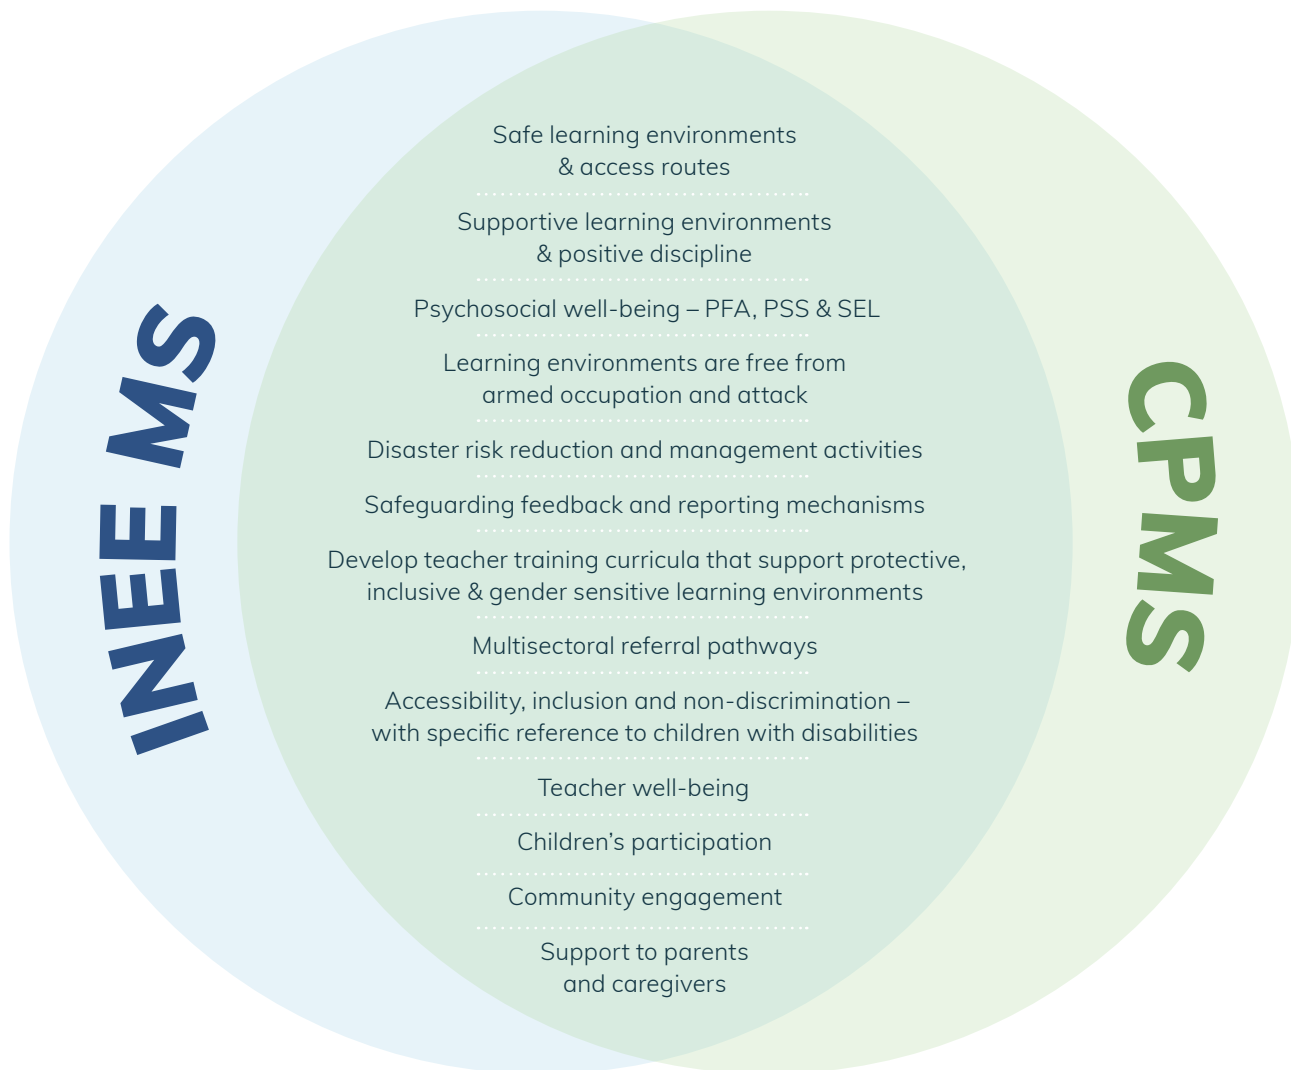 INEE MS
Safe learning environments
& access routes
Supportive learning environments
& positive discipline
Psychosocial well-being – PFA, PSS & SEL
Learning environments are free from
armed occupation and attack
Disaster risk reduction and management activities
Safeguarding feedback and reporting mechanisms
Develop teacher training curricula that support protective,
inclusive & gender sensitive learning environments
Multisectoral referral pathways
Accessibility, inclusion and non-discrimination –
with specific reference to children with disabilities
Teacher well-being
Children’s participation
Community engagement
Support to parents
and caregivers
CPMS